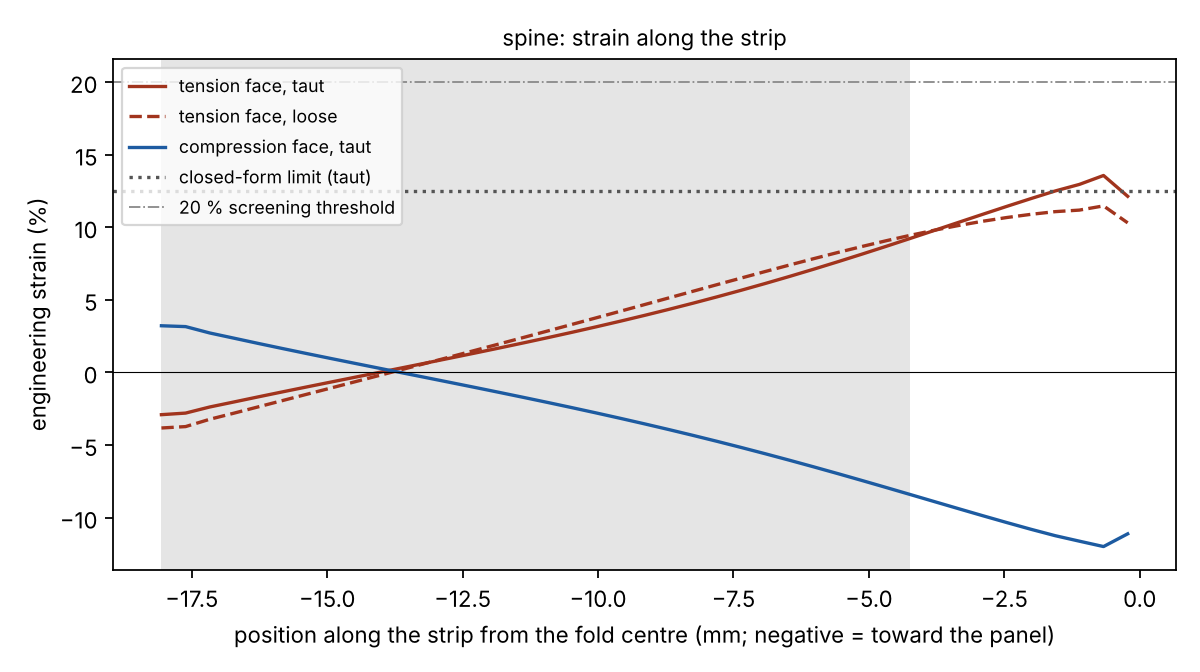 spine: strain along the strip
tension face, taut
tension face, loose
compression face, taut
closed-form limit (taut)
20 % screening threshold
engineering strain (%)
20
15
10
5
0
−5
−10
−17.5 −15.0 −12.5 −10.0 −7.5 −5.0 −2.5 0.0
position along the strip from the fold centre (mm; negative = toward the panel)